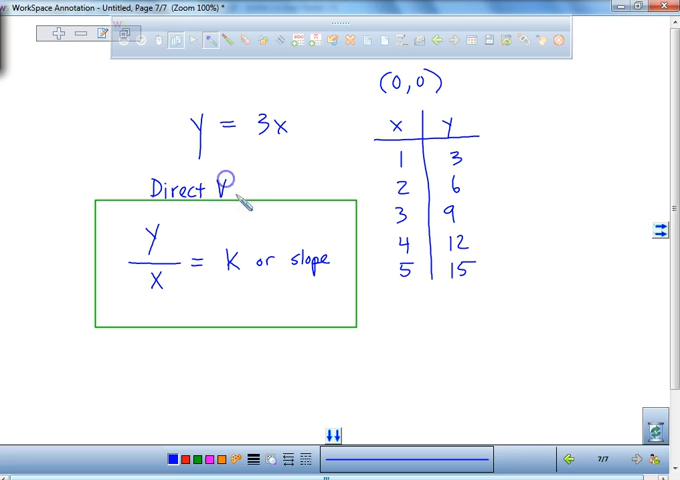 WorkSpace Annotation - Untitled, Page 7/7 (Zoom 100%) *
(0,0)
y = 3x
x y
1 3
2 6
3 9
4 12
5 15
Direct V
y
x = K or slope
7/7